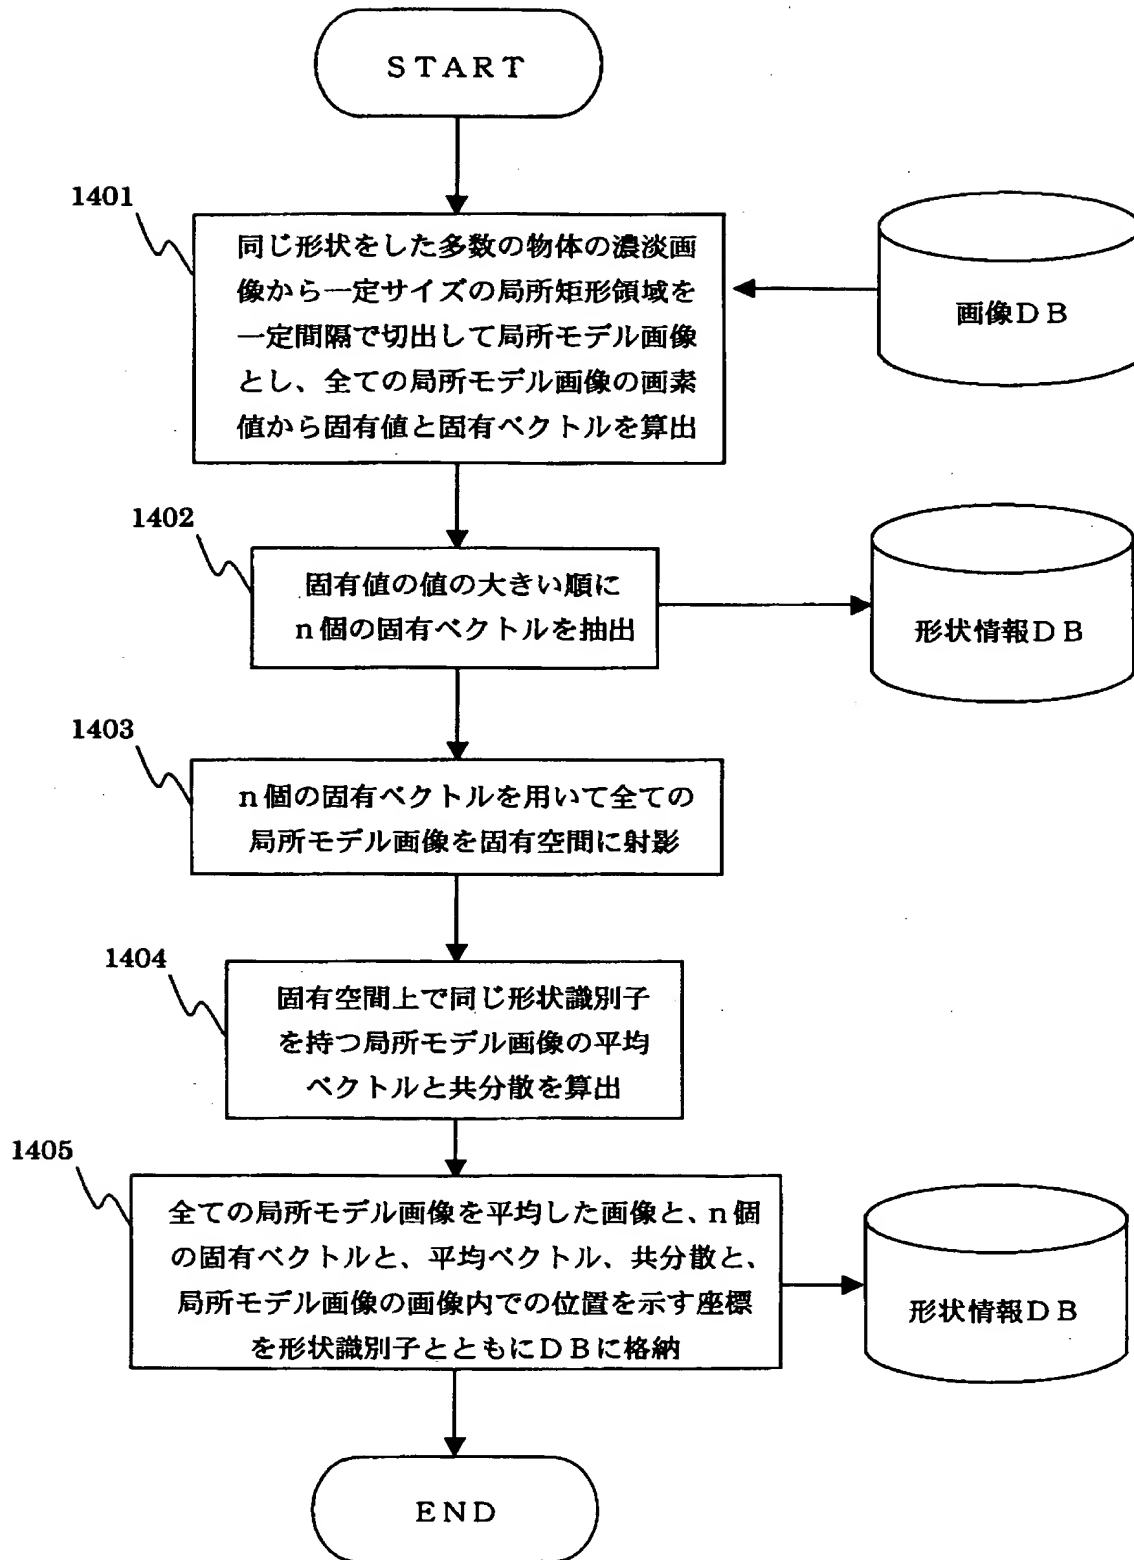 START
1401
同じ形状をした多数の物体の濃淡画
像から一定サイズの局所矩形領域を
一定間隔で切出して局所モデル画像
とし、全ての局所モデル画像の画素
値から固有値と固有ベクトルを算出
画像DB
1402
固有値の値の大きい順に
n個の固有ベクトルを抽出
形状情報DB
1403
n個の固有ベクトルを用いて全ての
局所モデル画像を固有空間に射影
1404
固有空間上で同じ形状識別子
を持つ局所モデル画像の平均
ベクトルと共分散を算出
1405
全ての局所モデル画像を平均した画像と、n個
の固有ベクトルと、平均ベクトル、共分散と、
局所モデル画像の画像内での位置を示す座標
を形状識別子とともにDBに格納
形状情報DB
END